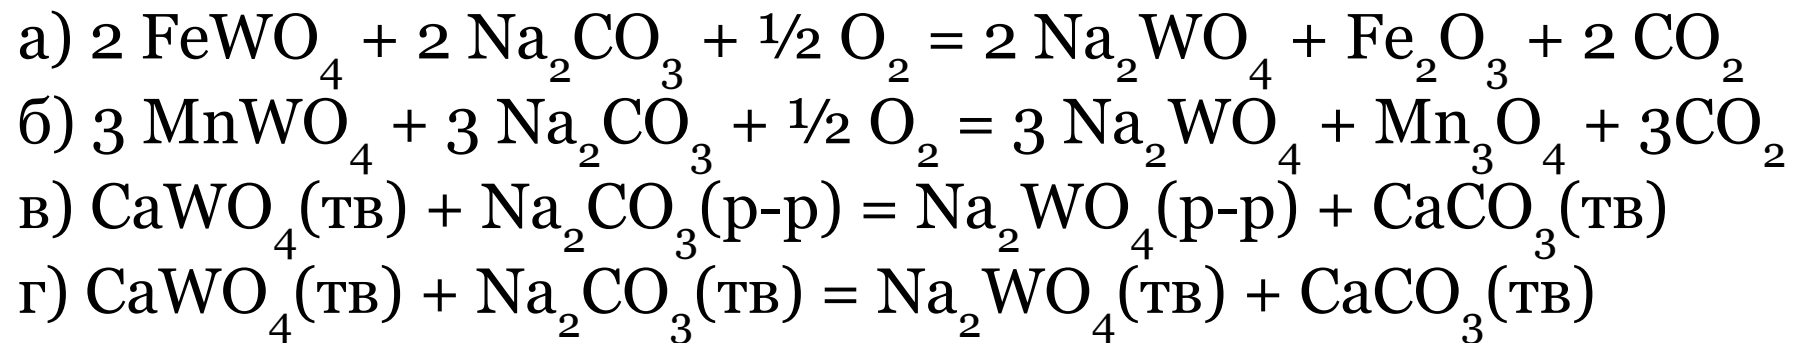 а) 2 FeWO₄ + 2 Na₂CO₃ + ½ O₂ = 2 Na₂WO₄ + Fe₂O₃ + 2 CO₂
б) 3 MnWO₄ + 3 Na₂CO₃ + ½ O₂ = 3 Na₂WO₄ + Mn₃O₄ + 3CO₂
в) CaWO₄(тв) + Na₂CO₃(р-р) = Na₂WO₄(р-р) + CaCO₃(тв)
г) CaWO₄(тв) + Na₂CO₃(тв) = Na₂WO₄(тв) + CaCO₃(тв)